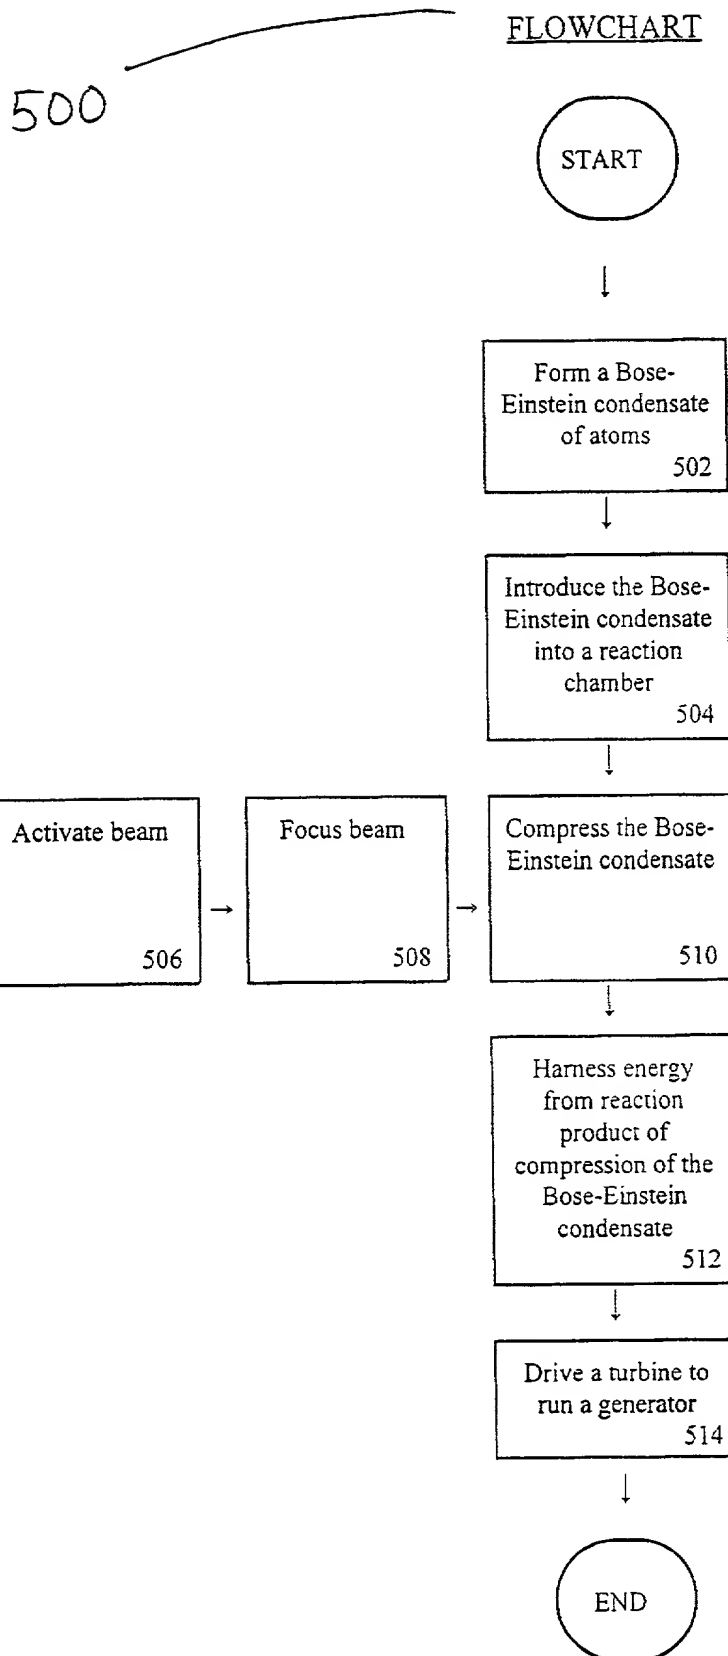 FLOWCHART
500
START
Form a Bose-
Einstein condensate
of atoms
502
Introduce the Bose-
Einstein condensate
into a reaction
chamber
504
Activate beam
506
Focus beam
508
Compress the Bose-
Einstein condensate
510
Harness energy
from reaction
product of
compression of the
Bose-Einstein
condensate
512
Drive a turbine to
run a generator
514
END